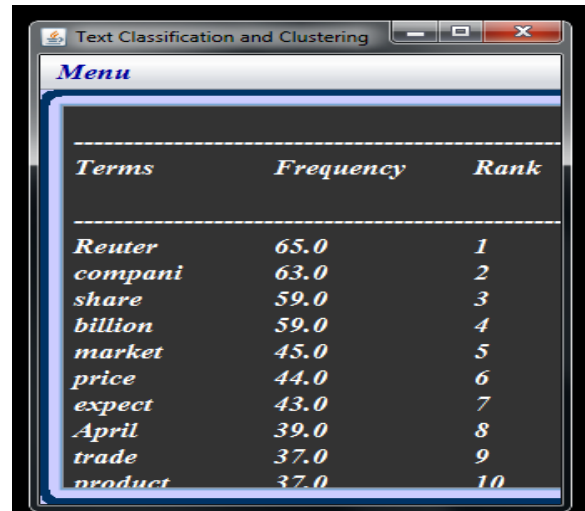 Text Classification and Clustering
Menu
--------------------------------------------------
Terms Frequency Rank
--------------------------------------------------
Reuter 65.0 1
compani 63.0 2
share 59.0 3
billion 59.0 4
market 45.0 5
price 44.0 6
expect 43.0 7
April 39.0 8
trade 37.0 9
product 37.0 10